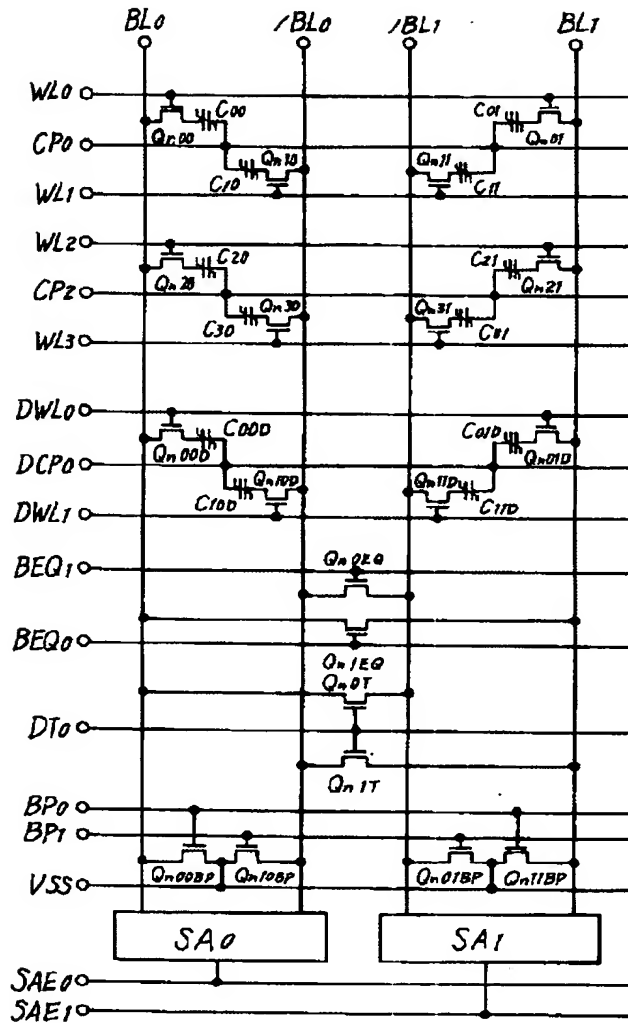 BL0 /BL0 /BL1 BL1
WL0
C00 C01
Qn00 Qn01
CP0
Qn10 Qn11
C10 C11
WL1
WL2
C20 C21
Qn20 Qn21
CP2
Qn30 Qn31
C30 C31
WL3
DWL0
C00D C01D
Qn00D Qn01D
DCP0
Qn10D Qn11D
C10D C11D
DWL1
Qn0EQ
BEQ1
BEQ0
Qn1EQ
Qn0T
DT0
Qn1T
BP0
BP1
Qn00BP Qn10BP Qn01BP Qn11BP
VSS
SA0 SA1
SAE0
SAE1